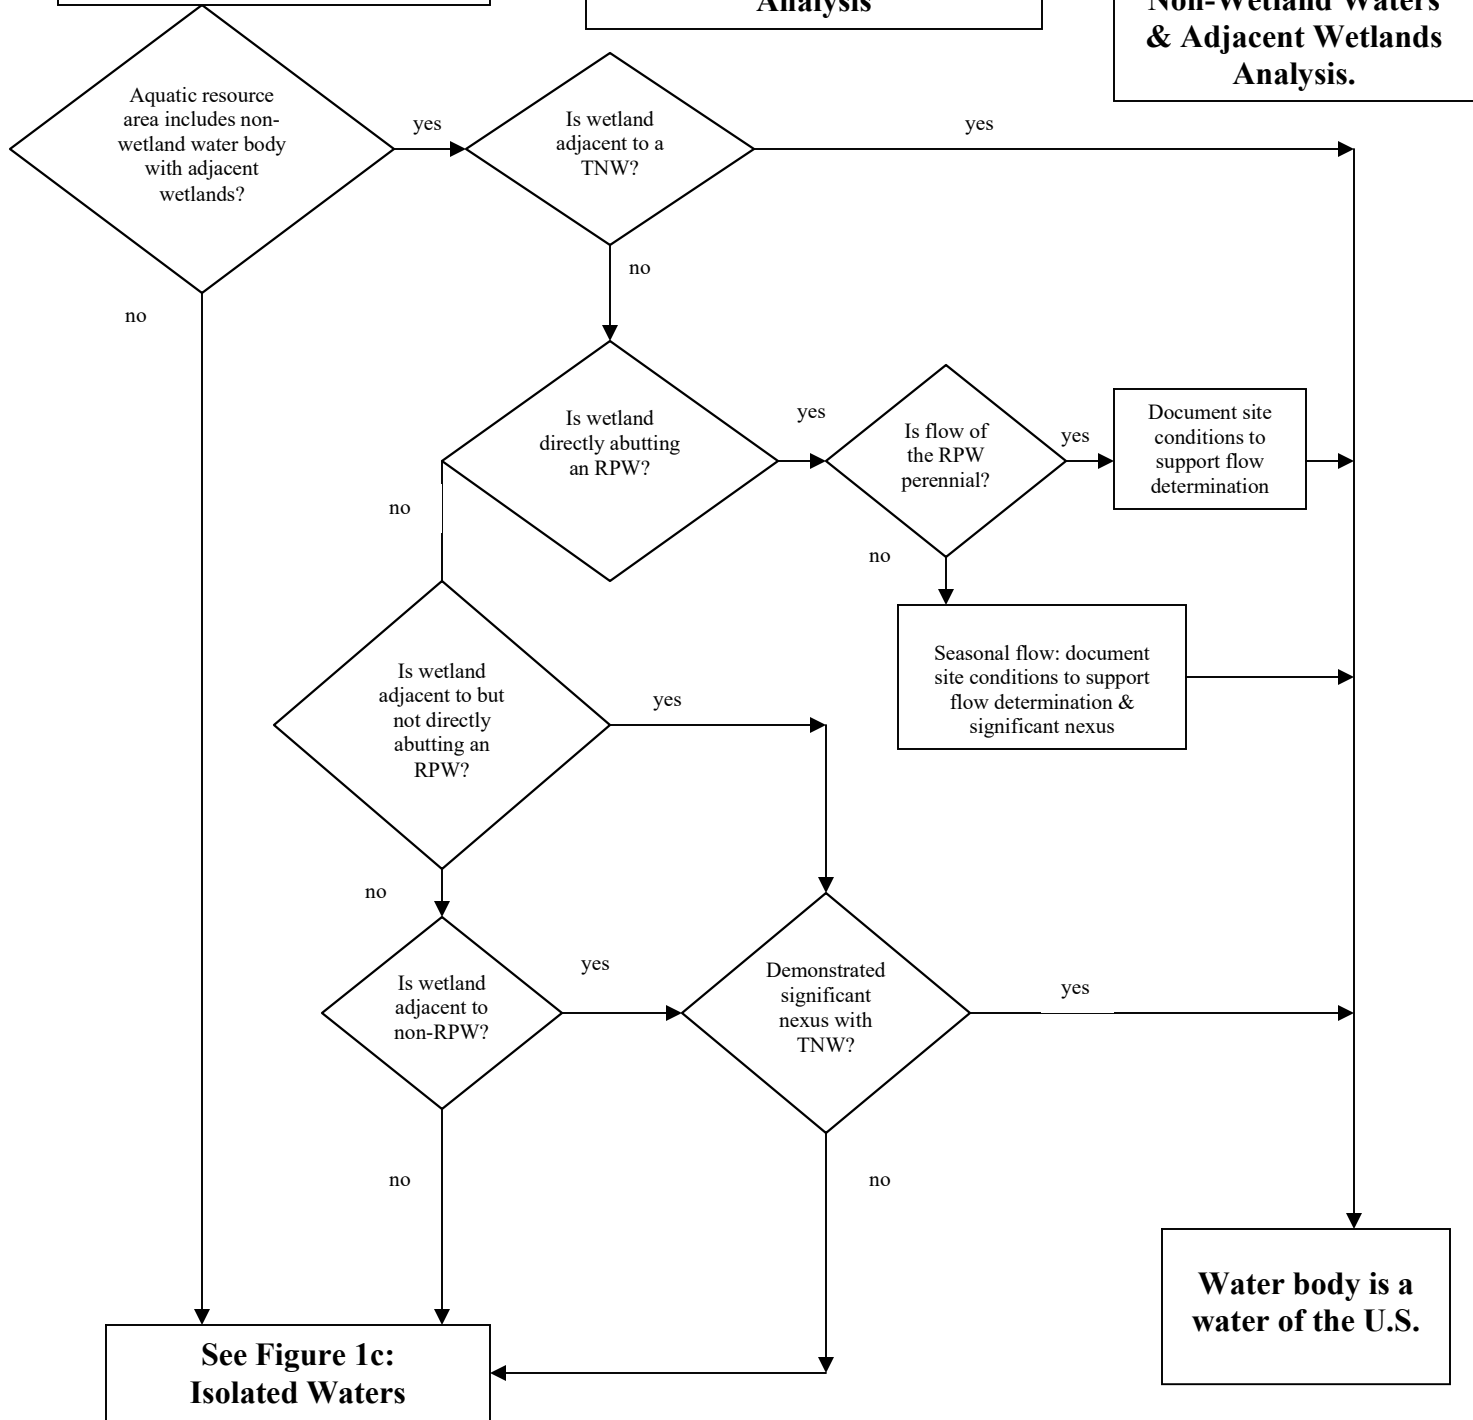 Analysis
Non-Wetland Waters
& Adjacent Wetlands
Analysis.
Aquatic resource
area includes non-
wetland water body
with adjacent
wetlands?
yes
Is wetland
adjacent to a
TNW?
yes
no
no
Is wetland
directly abutting
an RPW?
yes
Is flow of
the RPW
perennial?
yes
Document site
conditions to
support flow
determination
no
no
Seasonal flow: document
site conditions to support
flow determination &
significant nexus
Is wetland
adjacent to but
not directly
abutting an
RPW?
yes
no
Is wetland
adjacent to
non-RPW?
yes
Demonstrated
significant
nexus with
TNW?
yes
no
no
Water body is a
water of the U.S.
See Figure 1c:
Isolated Waters